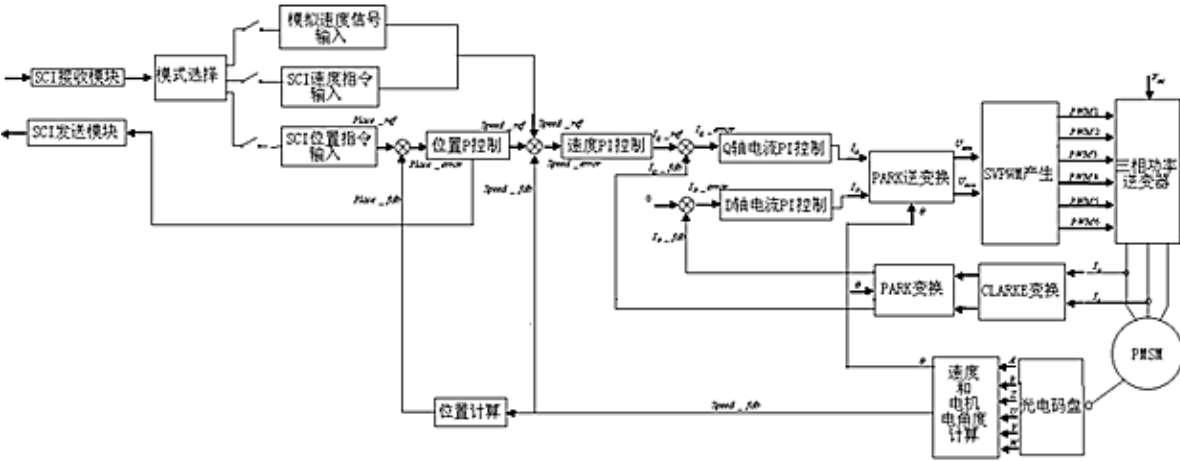 模拟速度信号
输入
SCI接收模块
模式选择
SCI速度指令
输入
SCI发送模块
SCI位置指令
输入
Place_ref
Place_error
Place_fdb
位置P控制
Speed_ref
Speed_ref
Speed_error
Speed_fdb
速度PI控制
I_q_ref
I_q_error
I_q_fdb
Q轴电流PI控制
0
D轴电流PI控制
PARK逆变换
θ
SVPWM产生
PWM1
PWM2
PWM3
PWM4
PWM5
PWM6
三相功率
逆变器
PARK变换
θ
CLARKE变换
PMSM
θ
速度
和
电机
电角度
计算
光电码盘
位置计算
Speed_fdb